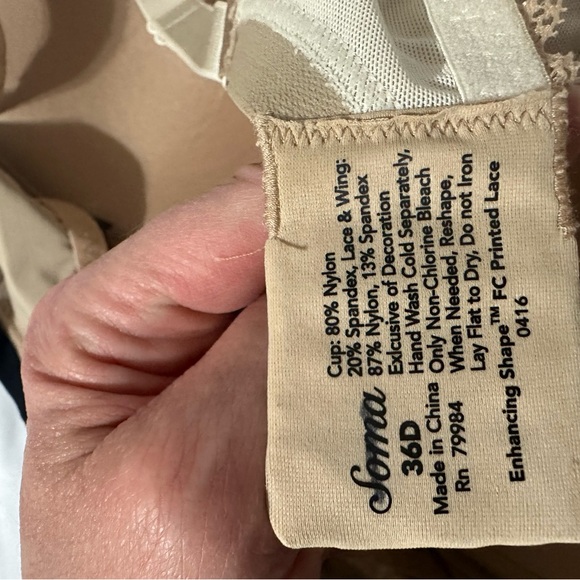 Soma
36D
Made in China
Rn 79984
Cup: 80% Nylon
20% Spandex, Lace & Wing:
87% Nylon, 13% Spandex
Exlcusive of Decoration
Hand Wash Cold Separately,
Only Non-Chlorine Bleach
When Needed, Reshape,
Lay Flat to Dry, Do not Iron
Enhancing Shape™ FC Printed Lace
0416